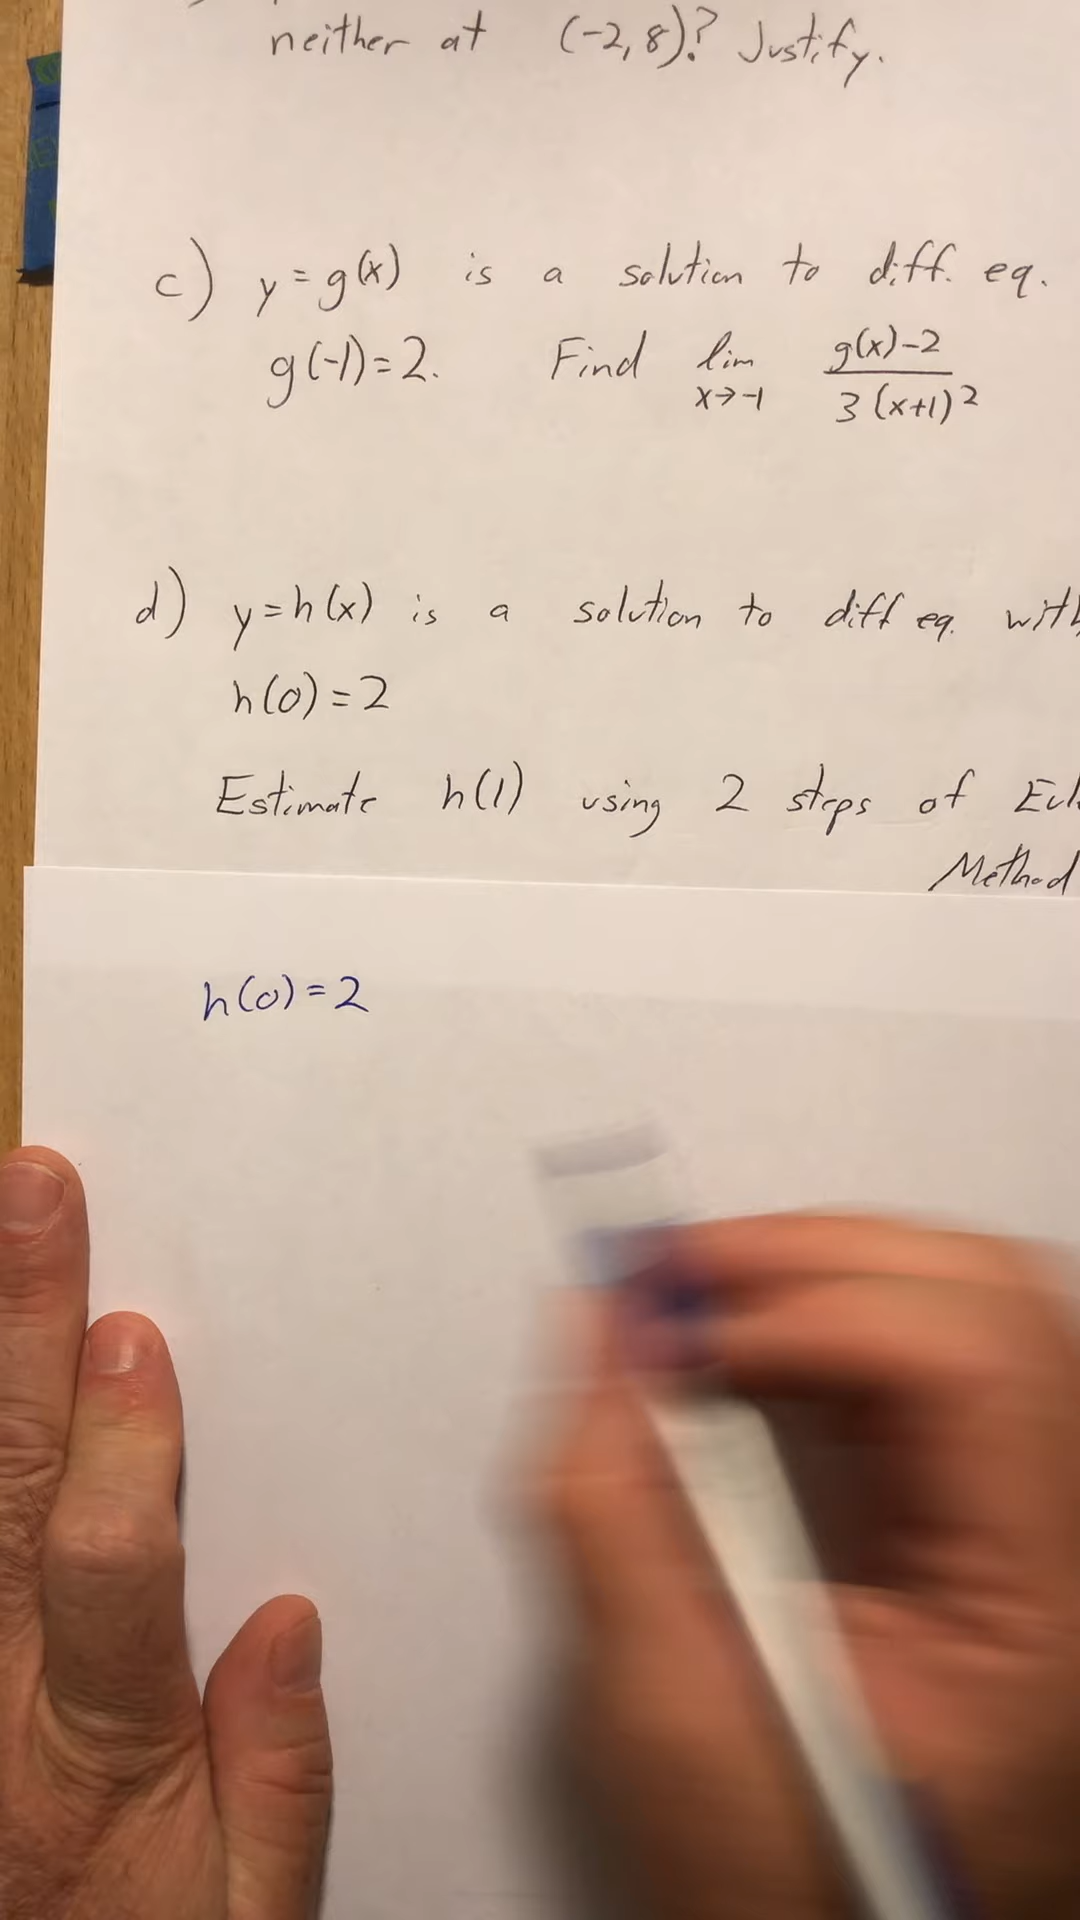 neither at (-2,8)? Justify.
c) y=g(x) is a solution to diff. eq.
g(-1)=2. Find lim x→-1 g(x)-2 / 3(x+1)²
d) y=h(x) is a solution to diff eq. with
h(0)=2
Estimate h(1) using 2 steps of
Method
h(0)=2